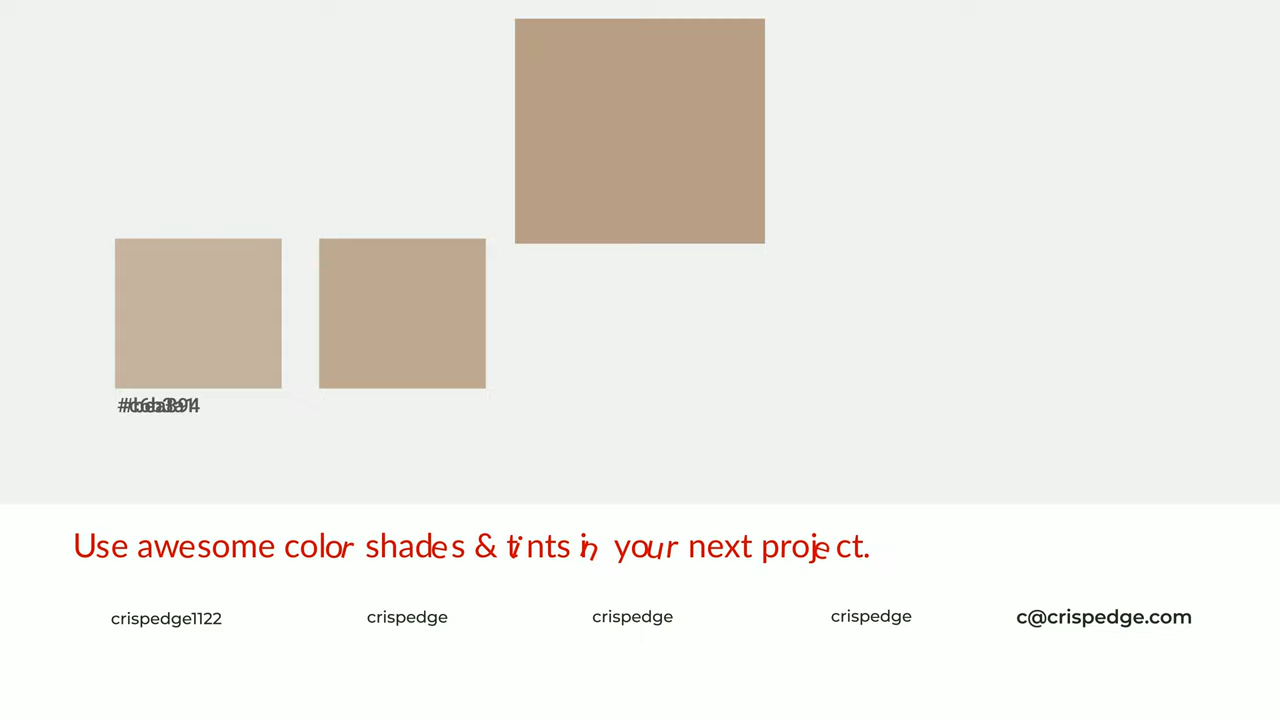 Use awesome color shades & tints in your next project.
crispedge1122 crispedge crispedge crispedge c@crispedge.com